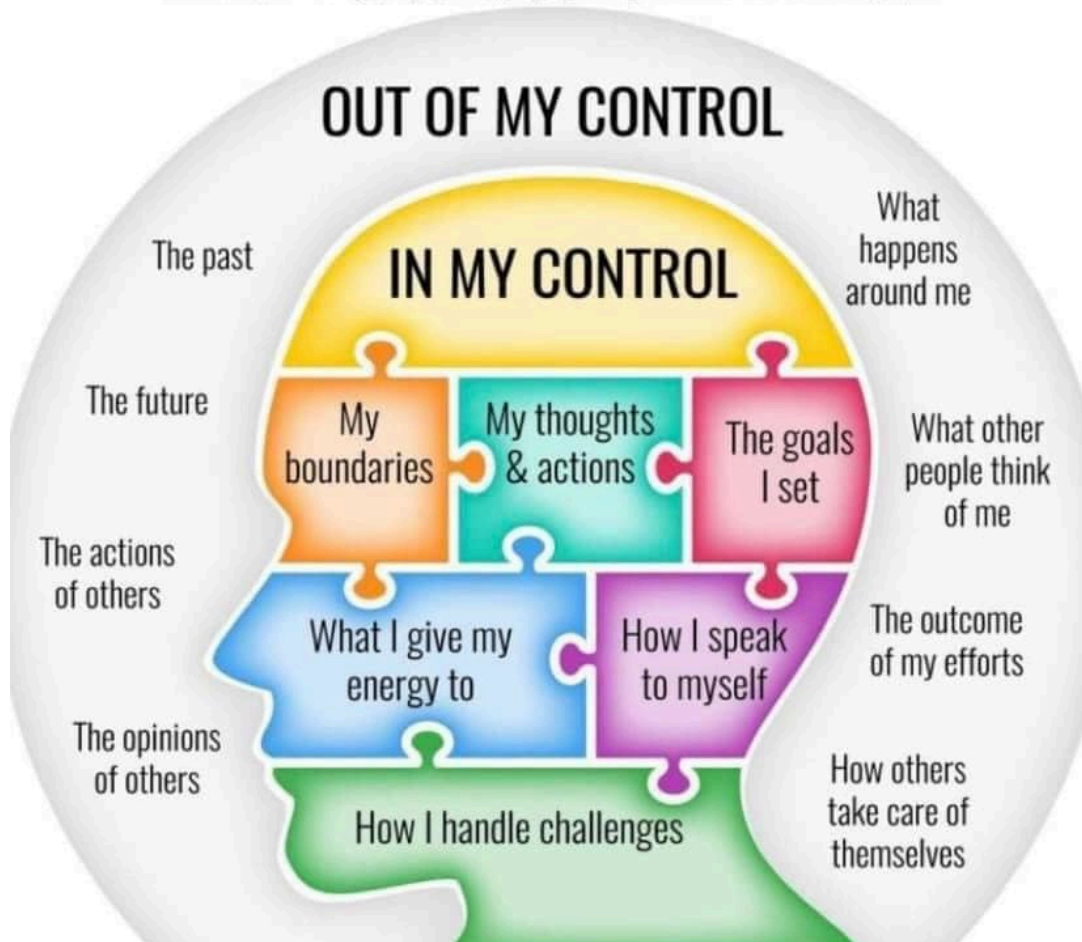 OUT OF MY CONTROL
IN MY CONTROL
The past
The future
The actions
of others
The opinions
of others
My
boundaries
My thoughts
& actions
The goals
I set
What I give my
energy to
How I speak
to myself
How I handle challenges
What
happens
around me
What other
people think
of me
The outcome
of my efforts
How others
take care of
themselves